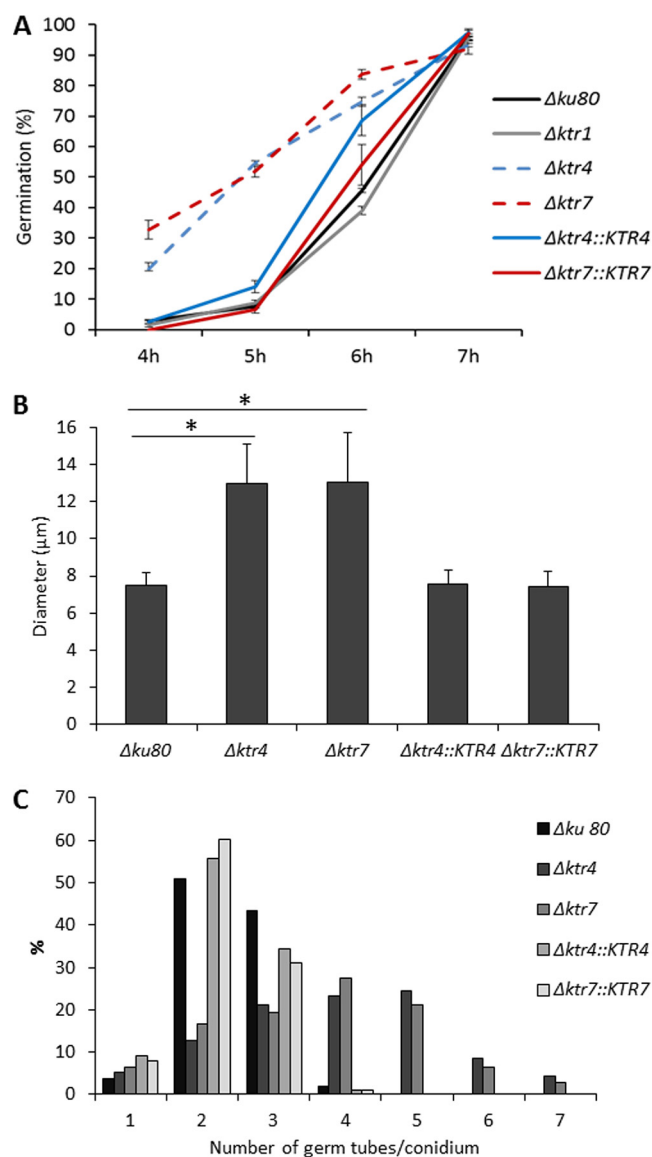 A
Germination (%)
100
90
80
70
60
50
40
30
20
10
0
4h 5h 6h 7h
Δku80
Δktr1
Δktr4
Δktr7
Δktr4::KTR4
Δktr7::KTR7
B
* *
Diameter (µm)
16
14
12
10
8
6
4
2
0
Δku80 Δktr4 Δktr7 Δktr4::KTR4 Δktr7::KTR7
C
%
70
60
50
40
30
20
10
0
1 2 3 4 5 6 7
Number of germ tubes/conidium
Δku 80
Δktr4
Δktr7
Δktr4::KTR4
Δktr7::KTR7